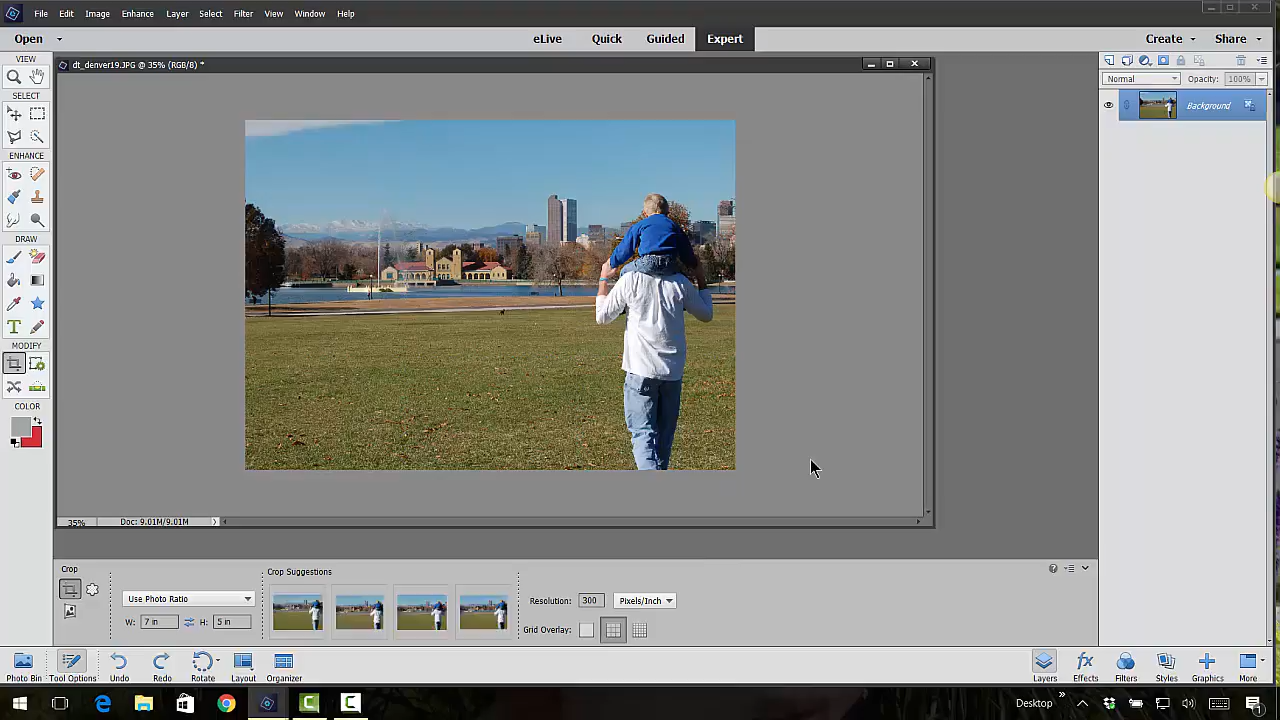 File Edit Image Enhance Layer Select Filter View Window Help
Open eLive Quick Guided Expert Create Share
VIEW
dt_denver19.JPG @ 35% (RGB/8) *
Normal Opacity: 100%
SELECT
Background
ENHANCE
DRAW
T
MODIFY
COLOR
35% Doc: 9.01M/9.01M
Crop
Crop Suggestions
Use Photo Ratio
Resolution: 300 Pixels/Inch
W: 7 in H: 5 in
Grid Overlay:
Photo Bin Tool Options Undo Redo Rotate Layout Organizer
fx
Layers Effects Filters Styles Graphics More
Desktop